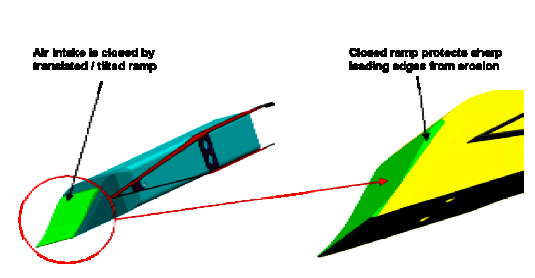 Air intake is closed by
translated / tilted ramp
Closed ramp protects sharp
leading edges from erosion